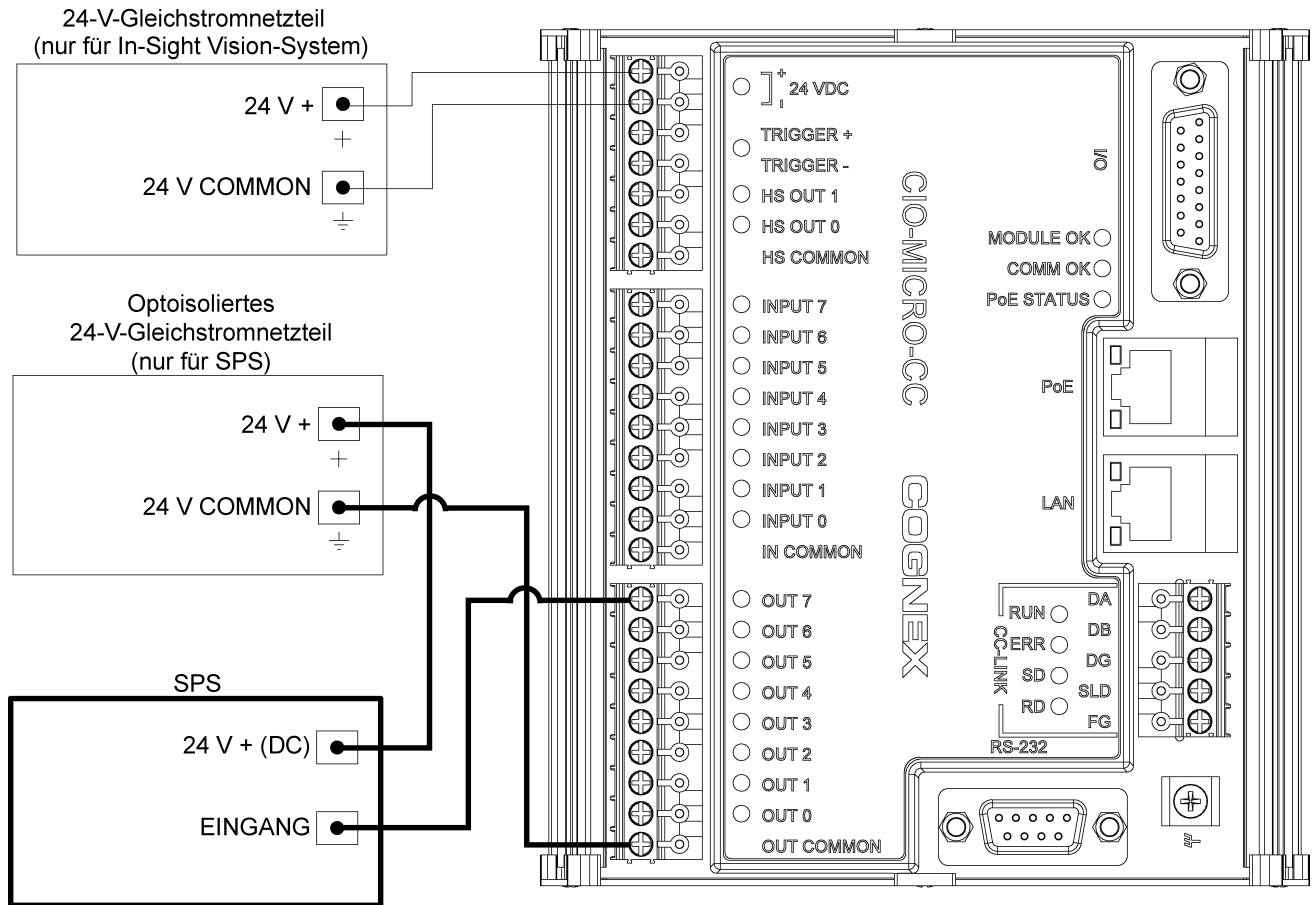 24-V-Gleichstromnetzteil
(nur für In-Sight Vision-System)
24 V +
+
24 V COMMON
Optoisoliertes
24-V-Gleichstromnetzteil
(nur für SPS)
24 V +
+
24 V COMMON
SPS
24 V + (DC)
EINGANG
+
-
24 VDC
TRIGGER +
TRIGGER -
HS OUT 1
HS OUT 0
HS COMMON
INPUT 7
INPUT 6
INPUT 5
INPUT 4
INPUT 3
INPUT 2
INPUT 1
INPUT 0
IN COMMON
OUT 7
OUT 6
OUT 5
OUT 4
OUT 3
OUT 2
OUT 1
OUT 0
OUT COMMON
CIO-MICRO-CC
COGNEX
I/O
MODULE OK
COMM OK
PoE STATUS
PoE
LAN
CC-LINK
RUN
ERR
SD
RD
DA
DB
DG
SLD
FG
RS-232